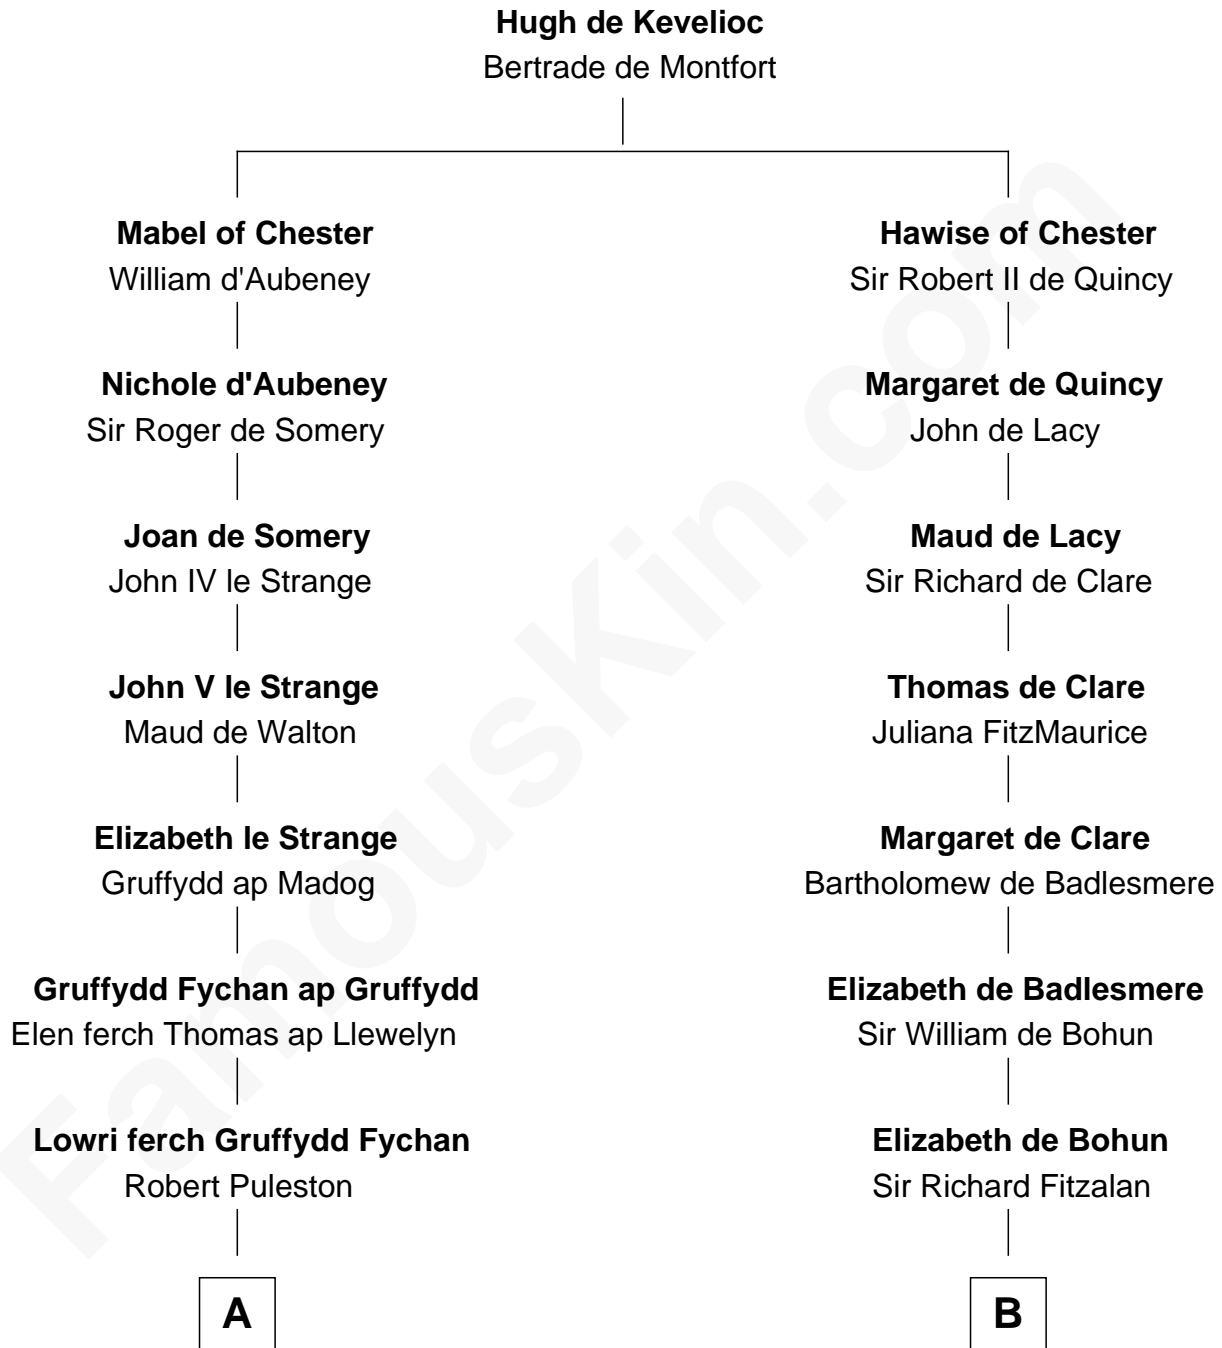 Hugh de Kevelioc
Bertrade de Montfort
Mabel of Chester
William d'Aubeney
Hawise of Chester
Sir Robert II de Quincy
Nichole d'Aubeney
Sir Roger de Somery
Margaret de Quincy
John de Lacy
Joan de Somery
John IV le Strange
Maud de Lacy
Sir Richard de Clare
John V le Strange
Maud de Walton
Thomas de Clare
Juliana FitzMaurice
Elizabeth le Strange
Gruffydd ap Madog
Margaret de Clare
Bartholomew de Badlesmere
Gruffydd Fychan ap Gruffydd
Elen ferch Thomas ap Llewelyn
Elizabeth de Badlesmere
Sir William de Bohun
Lowri ferch Gruffydd Fychan
Robert Puleston
Elizabeth de Bohun
Sir Richard Fitzalan
A
B
FamousKin.com